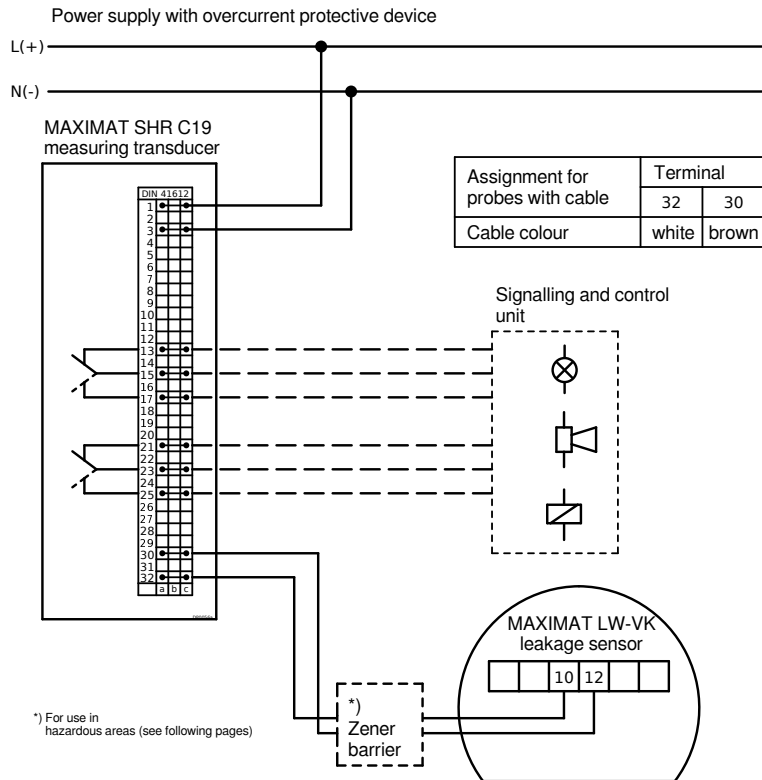 Power supply with overcurrent protective device
L(+)
N(-)
MAXIMAT SHR C19
measuring transducer
DIN 41612
1
2
3
4
5
6
7
8
9
10
11
12
13
14
15
16
17
18
19
20
21
22
23
24
25
26
27
28
29
30
31
32
a b c
Assignment for
probes with cable
Terminal
32 30
Cable colour
white brown
Signalling and control
unit
MAXIMAT LW-VK
leakage sensor
10 12
*)
Zener
barrier
*) For use in
hazardous areas (see following pages)